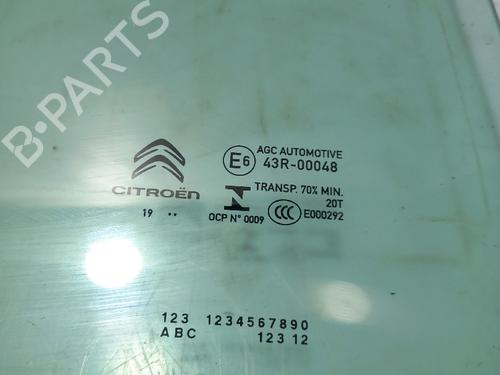 B-PARTS
CITROËN
19 ..
E6
AGC AUTOMOTIVE
43R-00048
TRANSP. 70% MIN.
20T
OCP N° 0009
CCC
E000292
123 1234567890
ABC 123 12